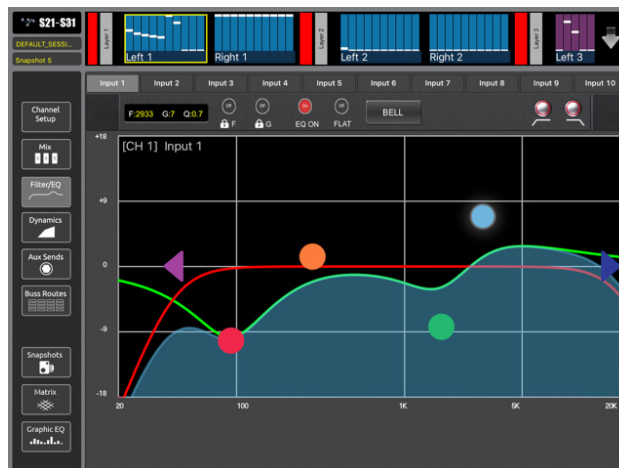 S21-S31
DEFAULT_SESSI...
Snapshot 5
Layer 1
Left 1
Right 1
Layer 2
Left 2
Right 2
Layer 3
Left 3
Input 1
Input 2
Input 3
Input 4
Input 5
Input 6
Input 7
Input 8
Input 9
Input 10
F:2933 G:7 Q:0.7
Off
F
Off
G
On
EQ ON
Off
FLAT
BELL
Channel
Setup
Mix
Filter/EQ
Dynamics
Aux Sends
Buss Routes
Snapshots
Matrix
Graphic EQ
[CH 1] Input 1
+18
+9
0
-9
-18
20
100
1K
5K
20K